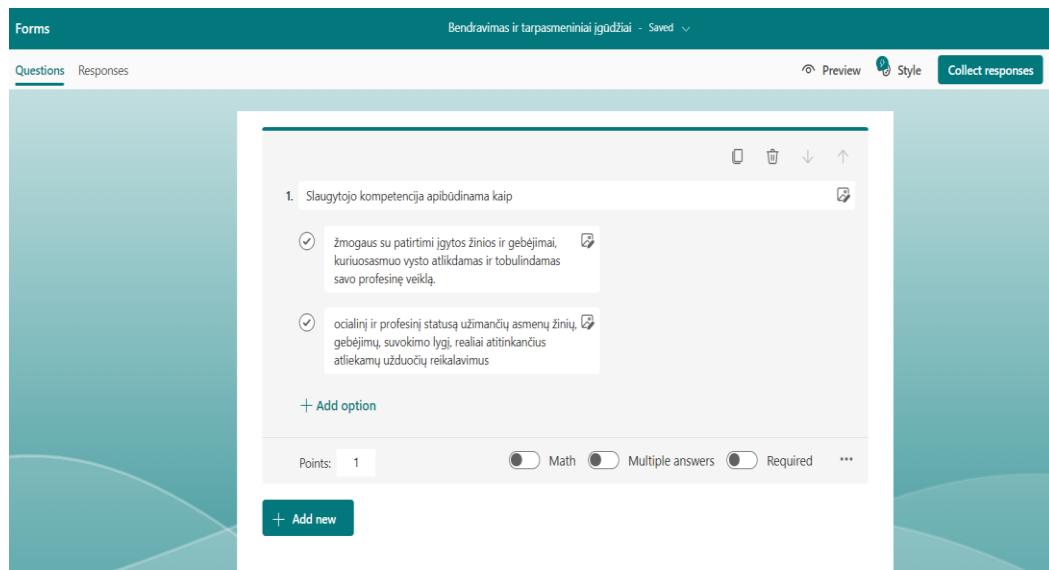 Forms
Bendravimas ir tarpasmeniniai įgūdžiai - Saved
Questions Responses
Preview Style Collect responses
1. Slaugytojo kompetencija apibūdinama kaip
žmogaus su patirtimi įgytos žinios ir gebėjimai,
kuriuosasmuo vysto atlikdamas ir tobulindamas
savo profesinę veiklą.
ocialinį ir profesinį statusą užimančių asmenų žinių,
gebėjimų, suvokimo lygį, realiai atitinkančius
atliekamų užduočių reikalavimus
+ Add option
Points: 1 Math Multiple answers Required ...
+ Add new